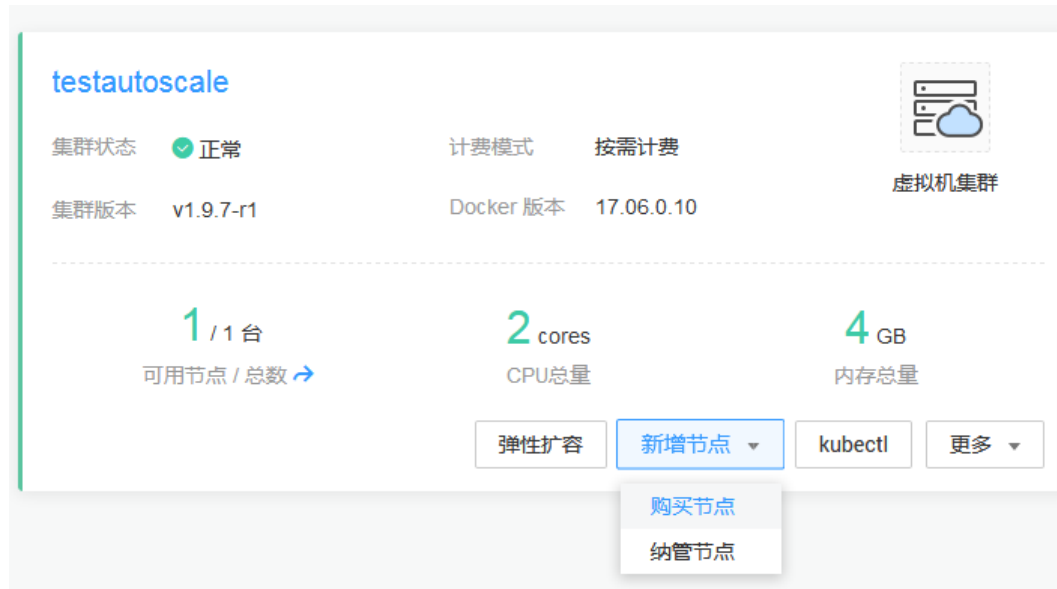 testautoscale
集群状态 正常 计费模式 按需计费
虚拟机集群
集群版本 v1.9.7-r1 Docker 版本 17.06.0.10
1 / 1 台 2 cores 4 GB
可用节点 / 总数 CPU总量 内存总量
弹性扩容 新增节点 kubectl 更多
购买节点
纳管节点